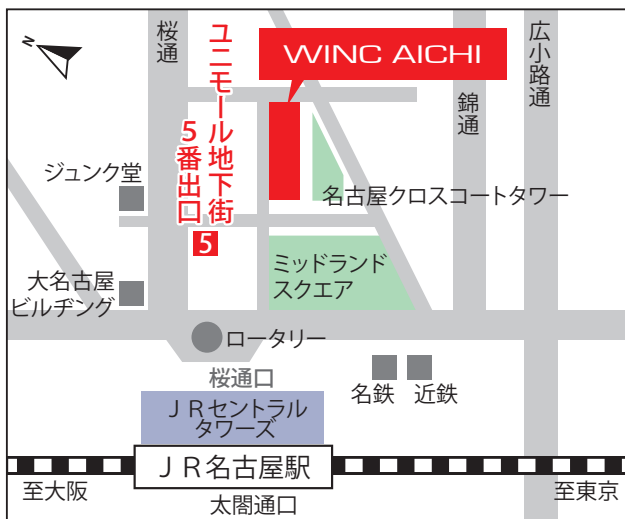 N
桜通
ユニモール地下街
5番出口
5
WINC AICHI
広小路通
錦通
ジュンク堂
名古屋クロスコートタワー
大名古屋
ビルヂング
ミッドランド
スクエア
ロータリー
桜通口
名鉄
近鉄
ＪＲセントラル
タワーズ
ＪＲ名古屋駅
至大阪
至東京
太閤通口